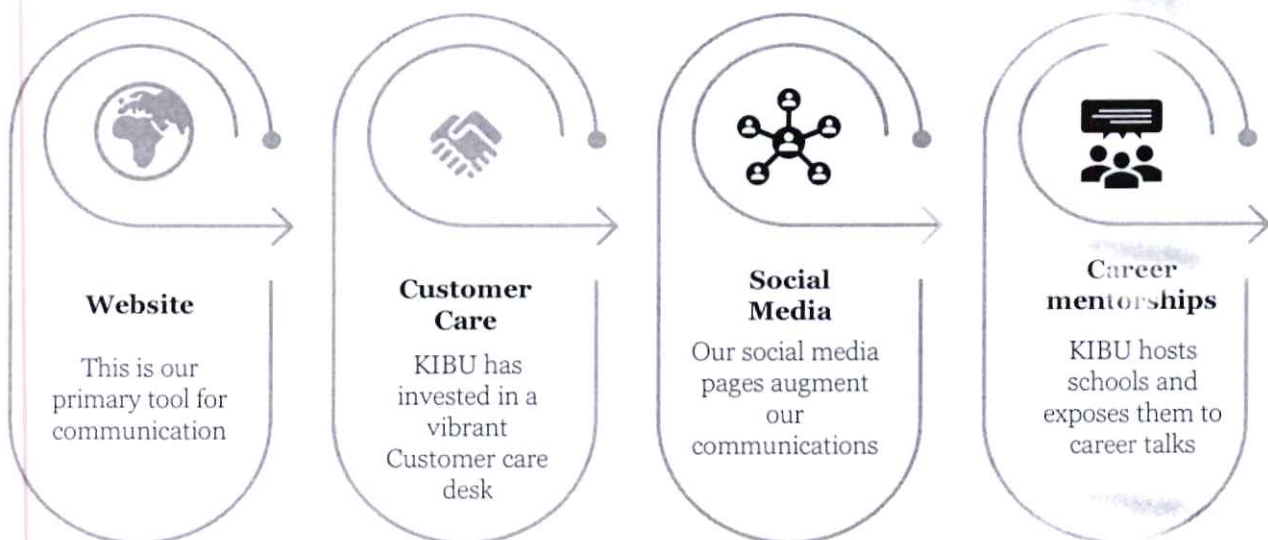 Website
This is our
primary tool for
communication
Customer
Care
KIBU has
invested in a
vibrant
Customer care
desk
Social
Media
Our social media
pages augment
our
communications
Career
mentorships
KIBU hosts
schools and
exposes them to
career talks